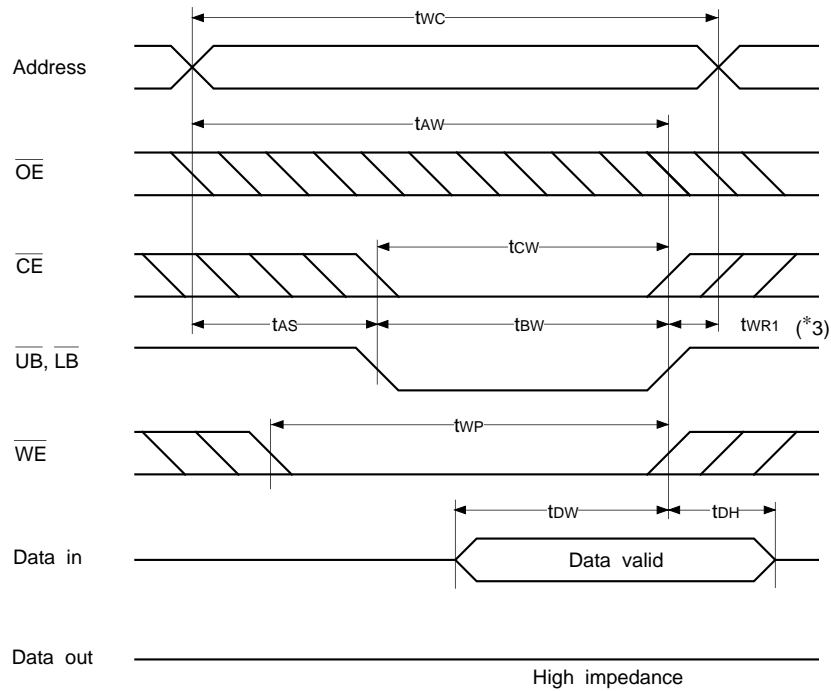 tWC
Address
tAW
OE
tCW
CE
tAS tBW tWR1 (*3)
UB, LB
tWP
WE
tDW tDH
Data in Data valid
Data out
High impedance